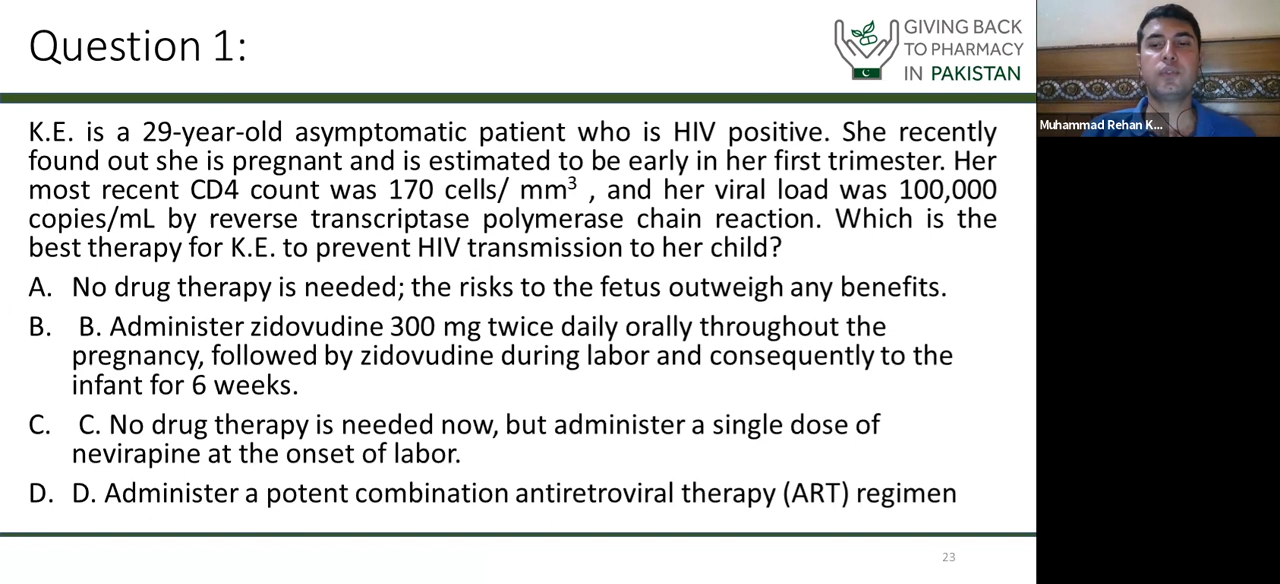 Question 1:
GIVING BACK
TO PHARMACY
IN PAKISTAN
Muhammad Rehan K...
K.E. is a 29-year-old asymptomatic patient who is HIV positive. She recently
found out she is pregnant and is estimated to be early in her first trimester. Her
most recent CD4 count was 170 cells/ mm³ , and her viral load was 100,000
copies/mL by reverse transcriptase polymerase chain reaction. Which is the
best therapy for K.E. to prevent HIV transmission to her child?
A. No drug therapy is needed; the risks to the fetus outweigh any benefits.
B. B. Administer zidovudine 300 mg twice daily orally throughout the
pregnancy, followed by zidovudine during labor and consequently to the
infant for 6 weeks.
C. C. No drug therapy is needed now, but administer a single dose of
nevirapine at the onset of labor.
D. D. Administer a potent combination antiretroviral therapy (ART) regimen
23